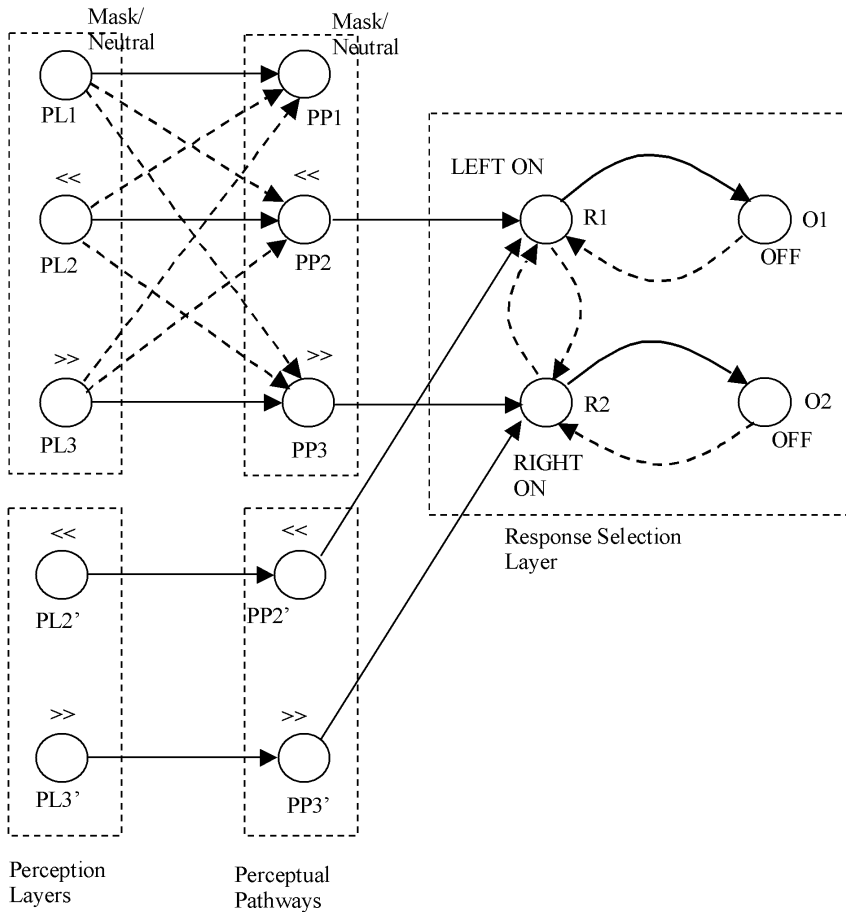 Mask/
Neutral
Mask/
Neutral
PL1
PP1
<<
<<
LEFT ON
R1
O1
OFF
PL2
PP2
>>
>>
R2
O2
OFF
PL3
PP3
RIGHT
ON
<<
<<
Response Selection
Layer
PL2’
PP2’
>>
>>
PL3’
PP3’
Perception
Layers
Perceptual
Pathways